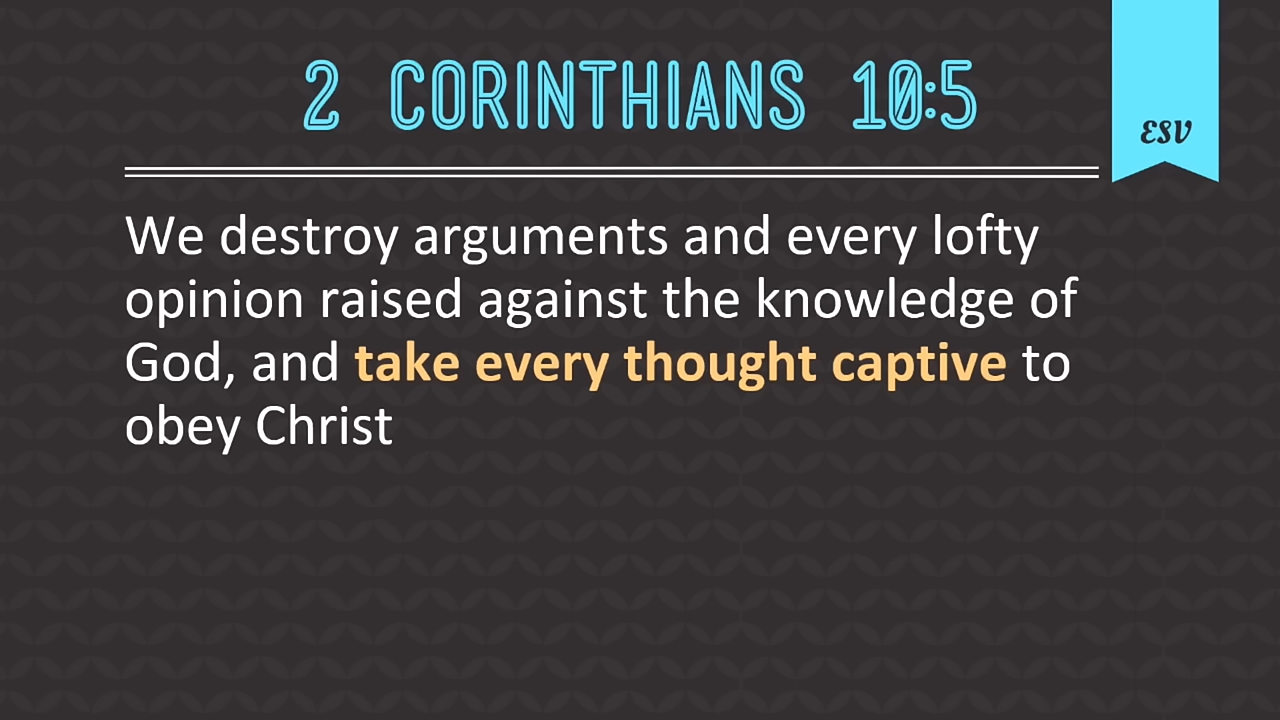 2 CORINTHIANS 10:5
ESV
We destroy arguments and every lofty
opinion raised against the knowledge of
God, and take every thought captive to
obey Christ